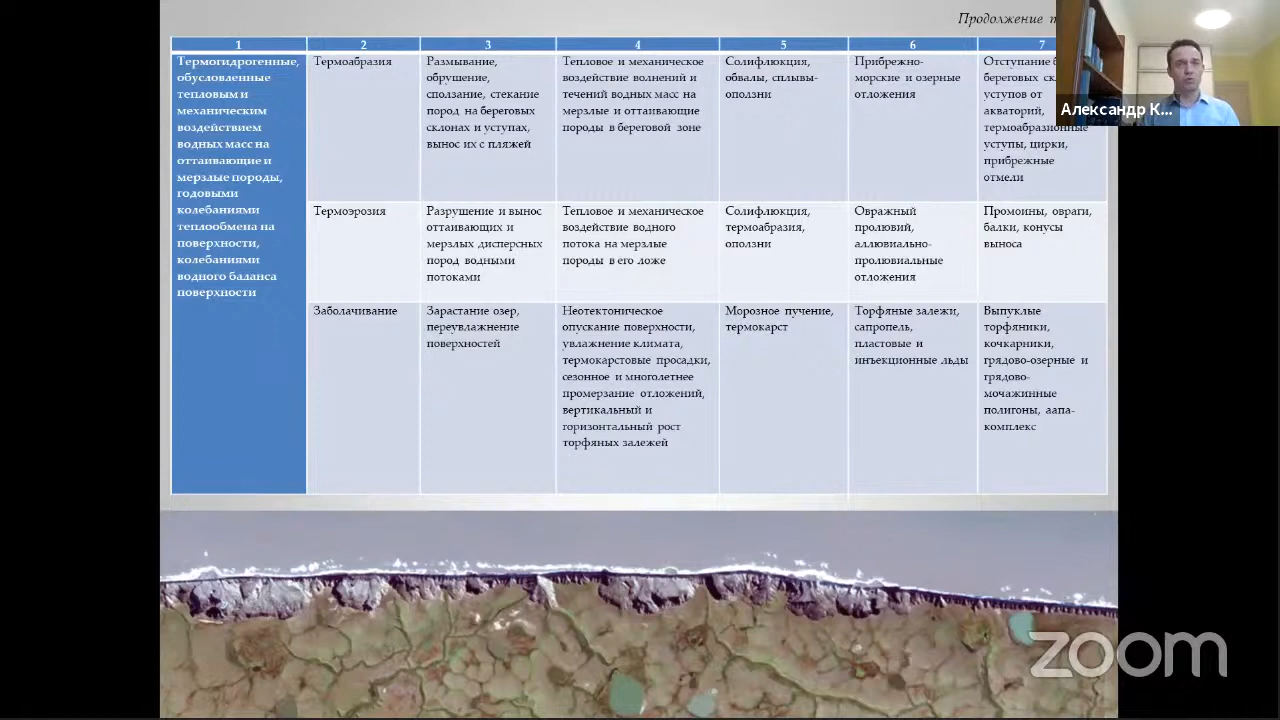 Продолжение
1
2
3
4
5
6
7
Термогидрогенные,
обусловленные
тепловым и
механическим
воздействием
водных масс на
оттаивающие и
мерзлые породы,
годовыми
колебаниями
теплообмена на
поверхности,
колебаниями
водного баланса
поверхности
Термоабразия
Размывание,
обрушение,
сползание, стекание
пород на береговых
склонах и уступах,
вынос их с пляжей
Тепловое и механическое
воздействие волнений и
течений водных масс на
мерзлые и оттаивающие
породы в береговой зоне
Солифлюкция,
обвалы, сплывы-
оползни
Прибрежно-
морские и озерные
отложения
Отступание
береговых
уступов от
акваторий,
термоабразионные
уступы, цирки,
прибрежные
отмели
Термоэрозия
Разрушение и вынос
оттаивающих и
мерзлых дисперсных
пород водными
потоками
Тепловое и механическое
воздействие водного
потока на мерзлые
породы в его ложе
Солифлюкция,
термоабразия,
оползни
Овражный
пролювий,
аллювиально-
пролювиальные
отложения
Промоины, овраги,
балки, конусы
выноса
Заболачивание
Зарастание озер,
переувлажнение
поверхностей
Неотектоническое
опускание поверхности,
увлажнение климата,
термокарстовые просадки,
сезонное и многолетнее
промерзание отложений,
вертикальный и
горизонтальный рост
торфяных залежей
Морозное пучение,
термокарст
Торфяные залежи,
сапропель,
пластовые и
инъекционные льды
Выпуклые
торфяники,
кочкарники,
грядово-озерные и
грядово-
мочажинные
полигоны, аапа-
комплекс
Александр К...
zoom